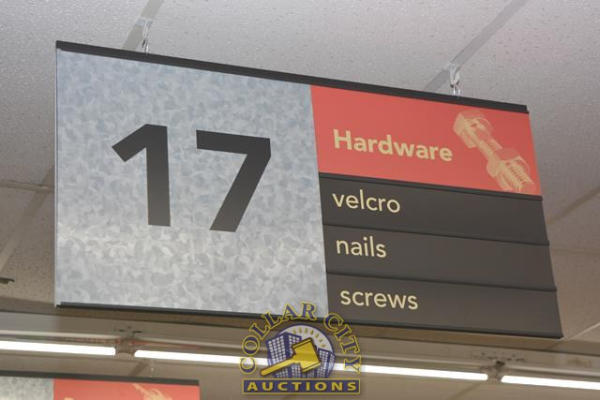 17
Hardware
velcro
nails
screws
COLLAR CITY
AUCTIONS